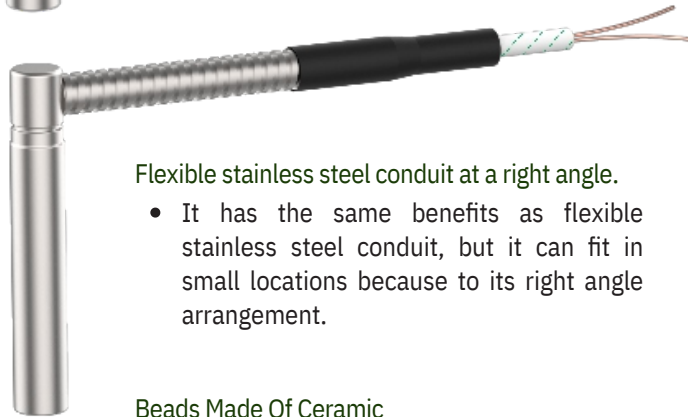 Flexible stainless steel conduit at a right angle.
• It has the same benefits as flexible
stainless steel conduit, but it can fit in
small locations because to its right angle
arrangement.
Beads Made Of Ceramic